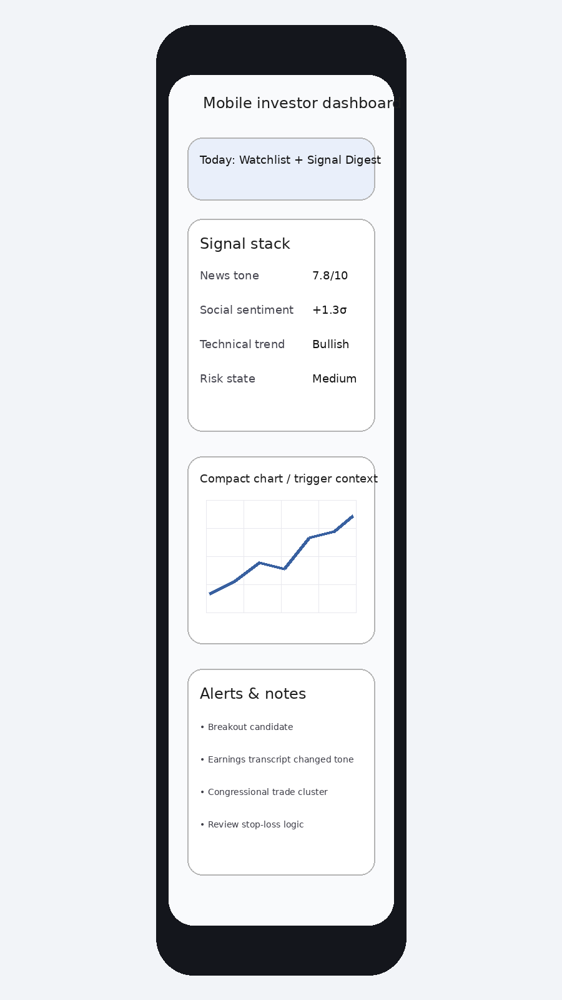 Mobile investor dashboard
Today: Watchlist + Signal Digest
Signal stack
News tone 7.8/10
Social sentiment +1.3σ
Technical trend Bullish
Risk state Medium
Compact chart / trigger context
Alerts & notes
• Breakout candidate
• Earnings transcript changed tone
• Congressional trade cluster
• Review stop-loss logic